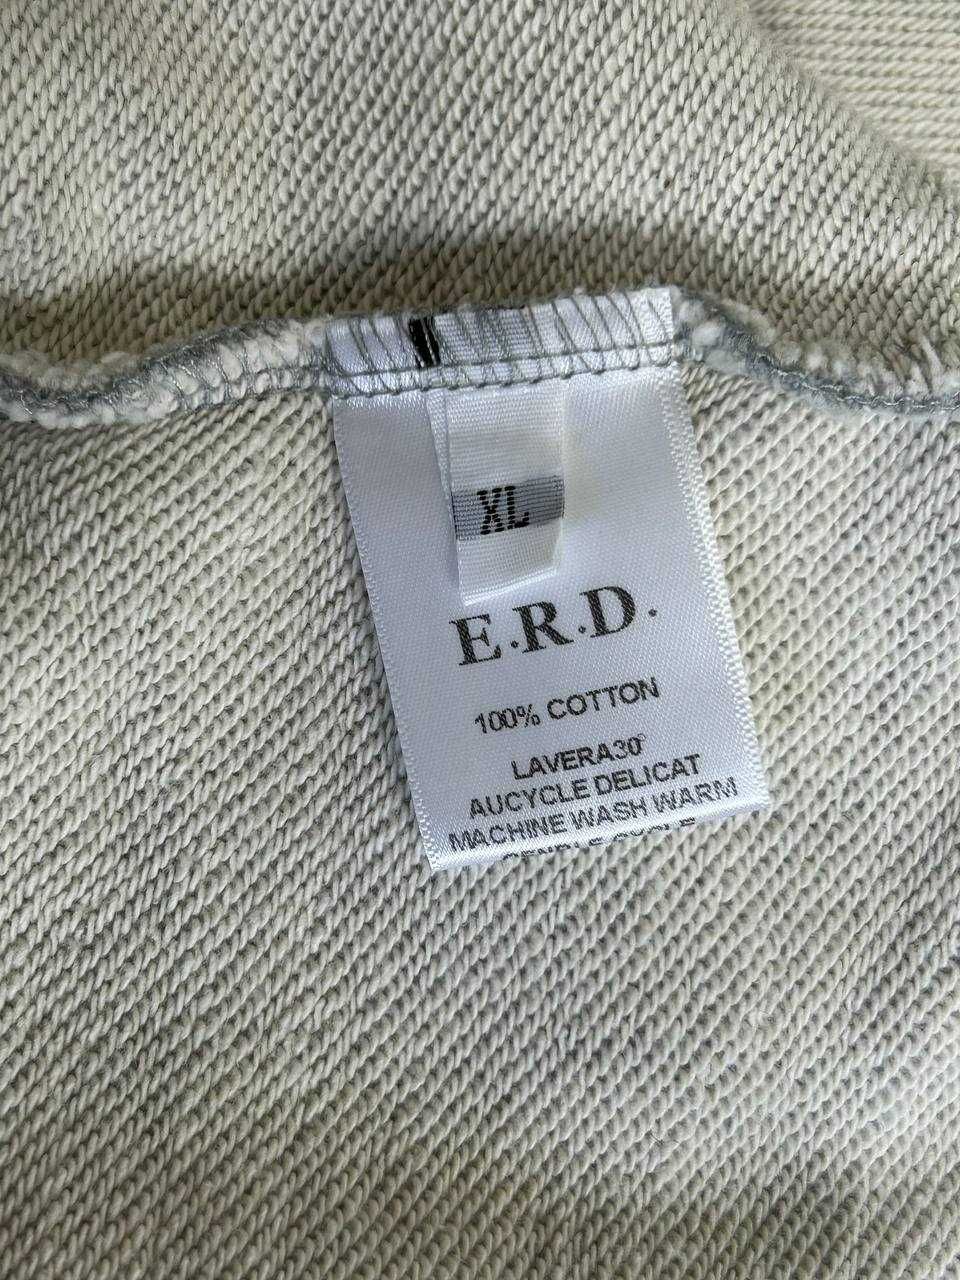 XL
E.R.D.
100% COTTON
LAVERA30°
AUCYCLE DELICAT
MACHINE WASH WARM